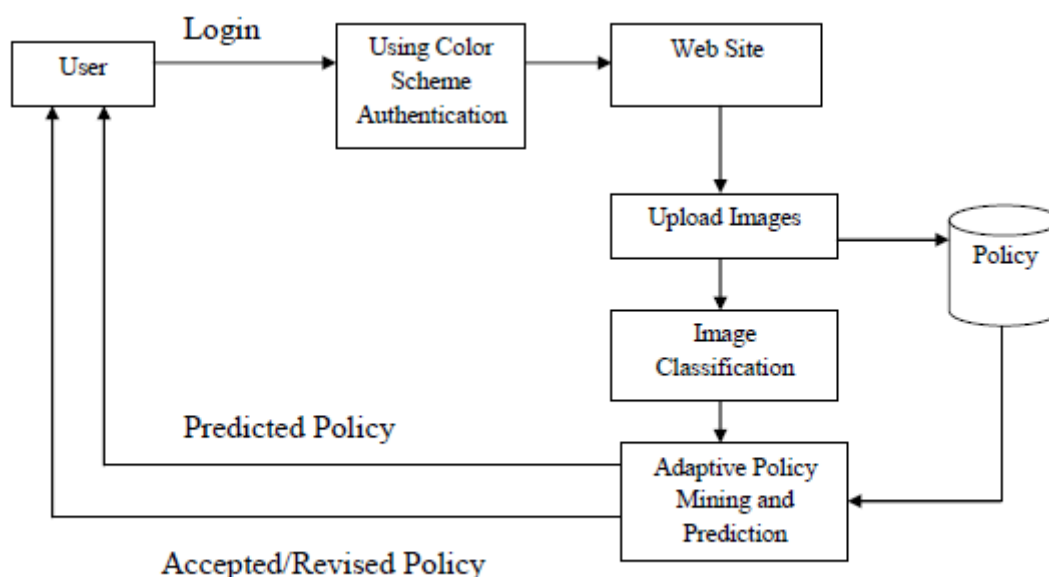 Login
User
Using Color
Scheme
Authentication
Web Site
Upload Images
Policy
Image
Classification
Predicted Policy
Adaptive Policy
Mining and
Prediction
Accepted/Revised Policy